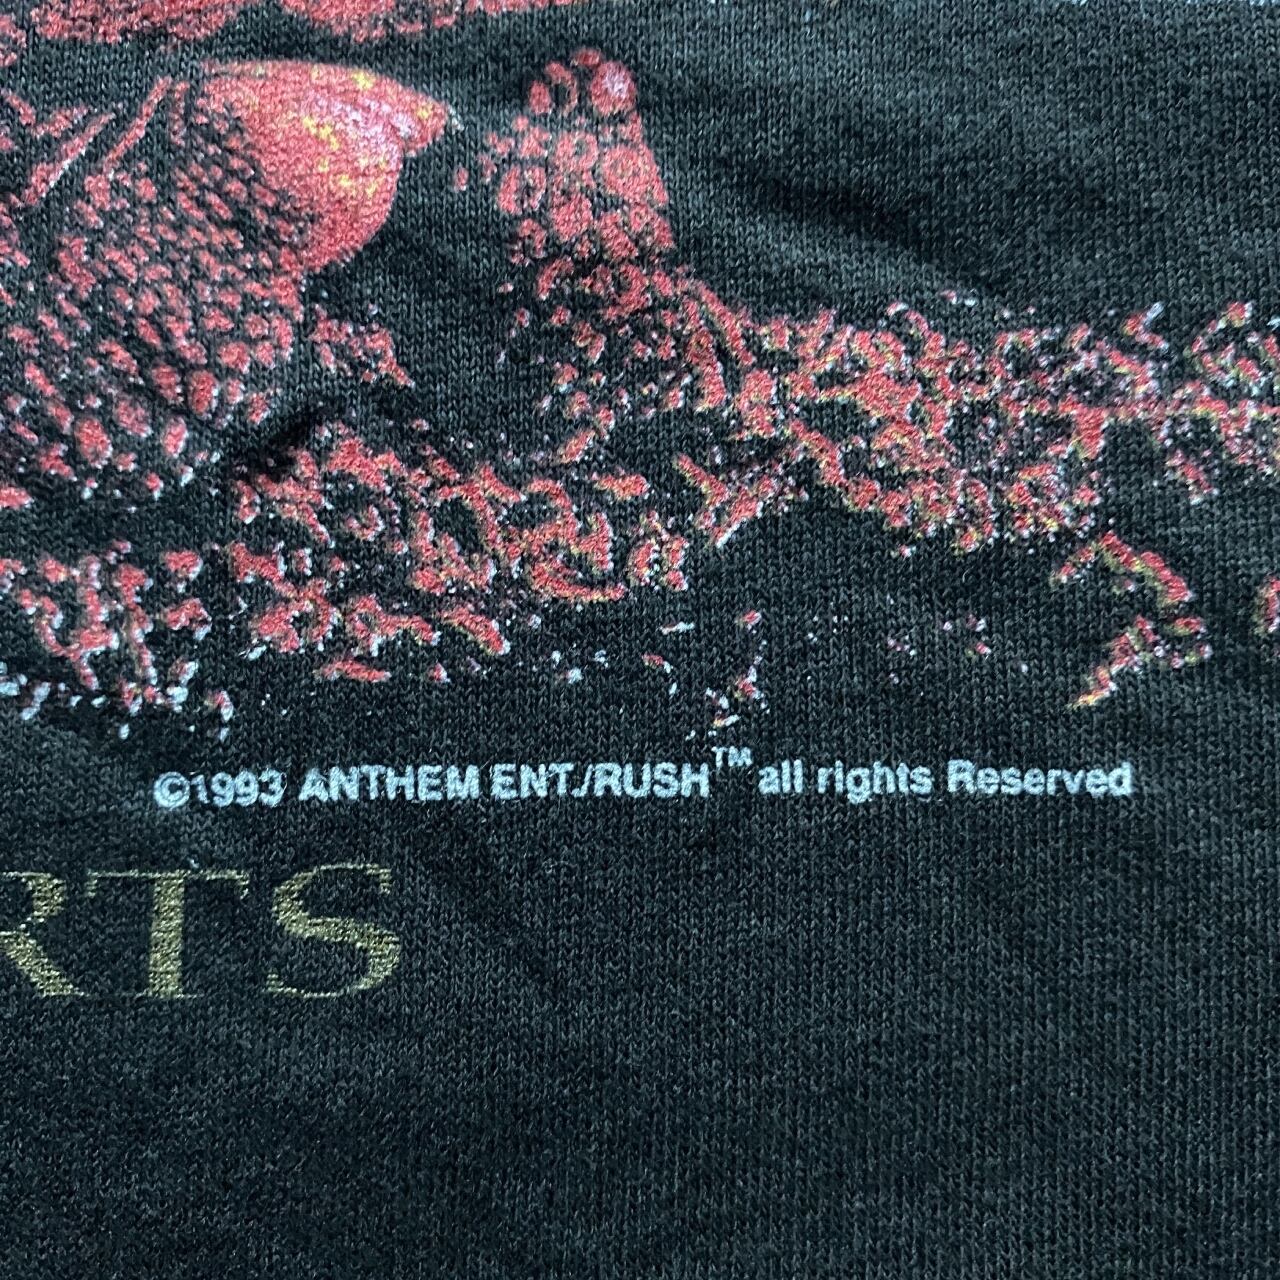 ©1993 ANTHEM ENT./RUSH™ all rights Reserved
RTS